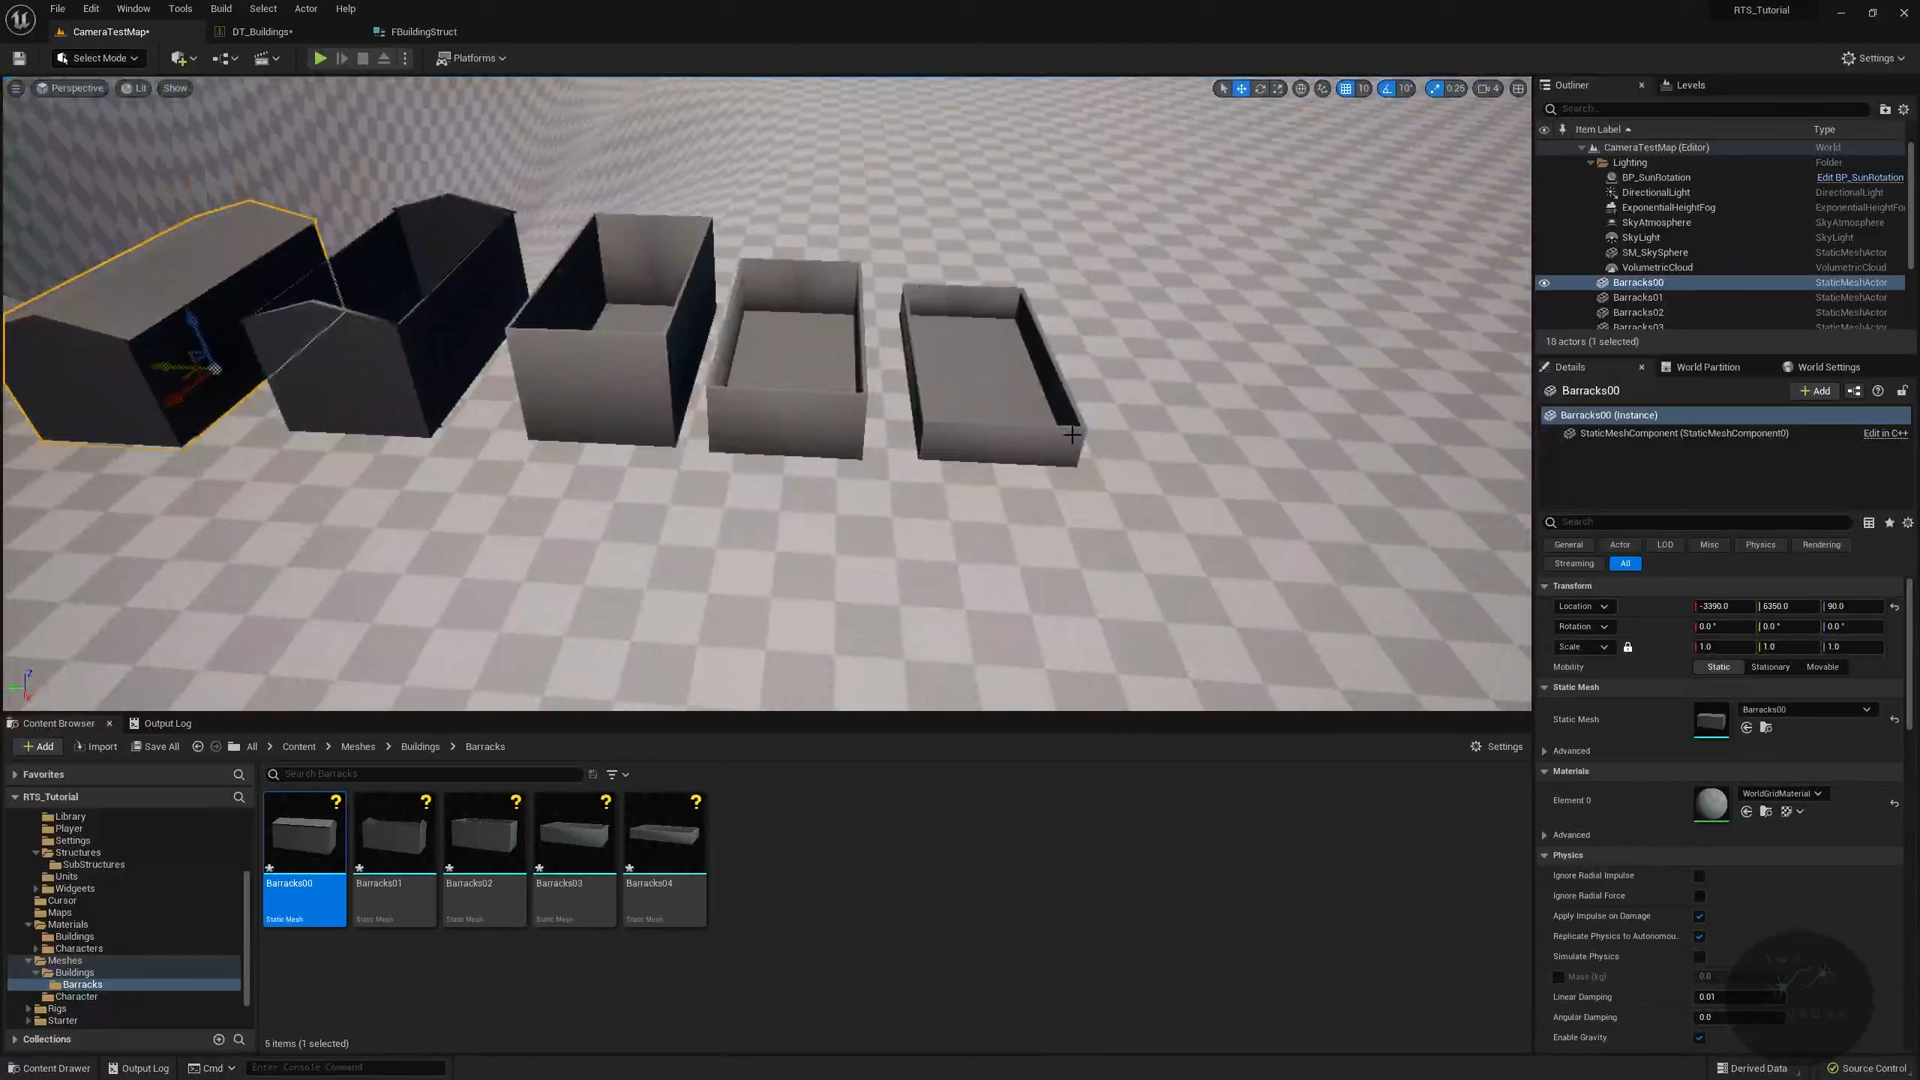 File Edit Window Tools Build Select Actor Help
RTS_Tutorial
CameraTestMap* DT_Buildings* FBuildingStruct
Select Mode Platforms Settings
Perspective Lit Show
10 10° 0.25 4
Outliner Levels
Search...
Item Label Type
CameraTestMap (Editor) World
Lighting Folder
BP_SunRotation Edit BP_SunRotation
DirectionalLight DirectionalLight
ExponentialHeightFog ExponentialHeightFo
SkyAtmosphere SkyAtmosphere
SkyLight SkyLight
SM_SkySphere StaticMeshActor
VolumetricCloud VolumetricCloud
Barracks00 StaticMeshActor
Barracks01 StaticMeshActor
Barracks02 StaticMeshActor
Barracks03 StaticMeshActor
18 actors (1 selected)
Details World Partition World Settings
Barracks00 Add
Barracks00 (Instance)
StaticMeshComponent (StaticMeshComponent0) Edit in C++
Search
General Actor LOD Misc Physics Rendering
Streaming All
Transform
Location -3390.0 6350.0 90.0
Rotation 0.0° 0.0° 0.0°
Scale 1.0 1.0 1.0
Mobility Static Stationary Movable
Static Mesh
Static Mesh Barracks00
Advanced
Materials
Element 0 WorldGridMaterial
Advanced
Physics
Ignore Radial Impulse
Ignore Radial Force
Apply Impulse on Damage
Replicate Physics to Autonomou..
Simulate Physics
Mass (kg) 0.0
Linear Damping 0.01
Angular Damping 0.0
Enable Gravity
Z
X
Content Browser Output Log
Add Import Save All All Content Meshes Buildings Barracks Settings
Favorites
Search Barracks
RTS_Tutorial
Library
Player
Settings
Structures
SubStructures
Units
Widgeets
Cursor
Maps
Materials
Buildings
Characters
Meshes
Buildings
Barracks
Character
Rigs
Starter
Collections
? ? ? ? ?
Barracks00 Barracks01 Barracks02 Barracks03 Barracks04
Static Mesh Static Mesh Static Mesh Static Mesh Static Mesh
5 items (1 selected)
Content Drawer Output Log Cmd Enter Console Command Derived Data Source Control